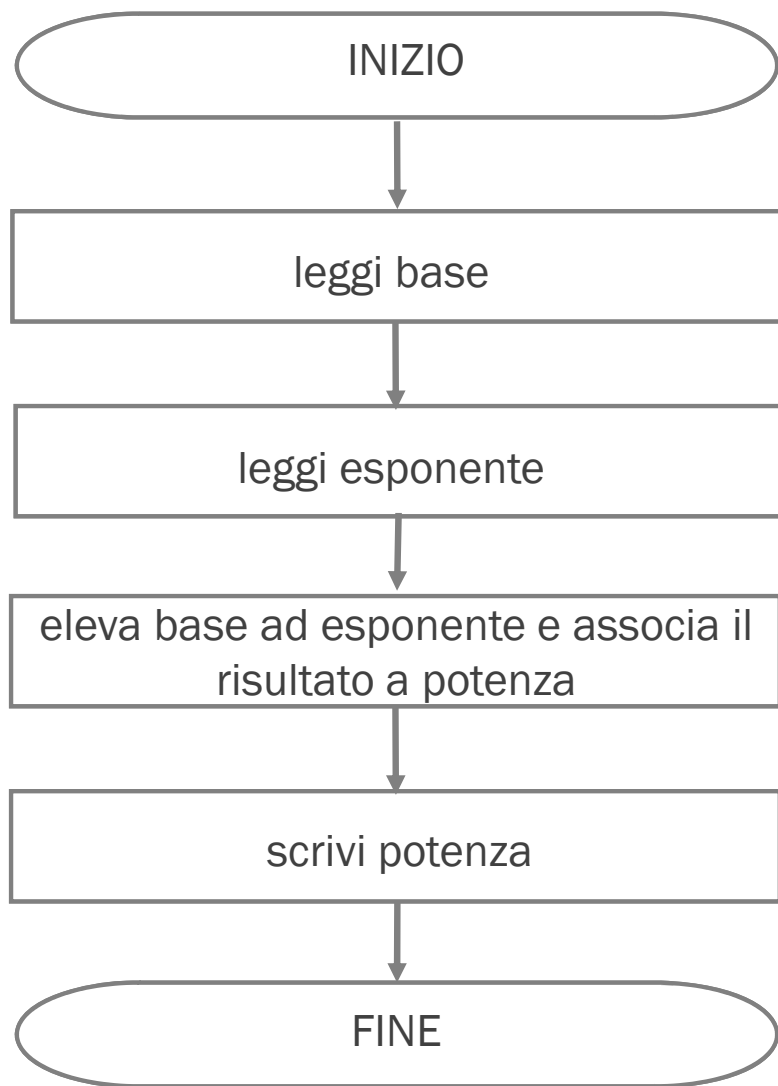 INIZIO
leggi base
leggi esponente
eleva base ad esponente e associa il
risultato a potenza
scrivi potenza
FINE